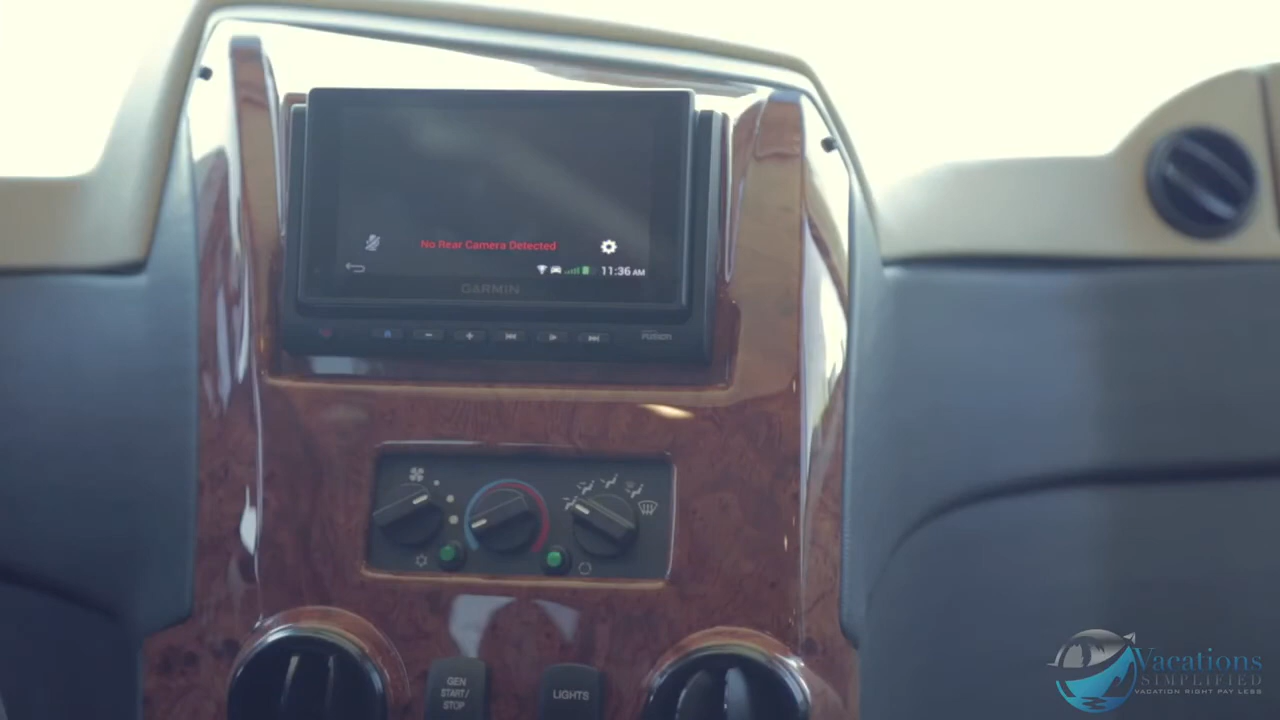 No Rear Camera Detected
11:36 AM
GARMIN
FUSION
GEN
START/
STOP
LIGHTS
Vacations
SIMPLIFIED
VACATION RIGHT PAY LESS